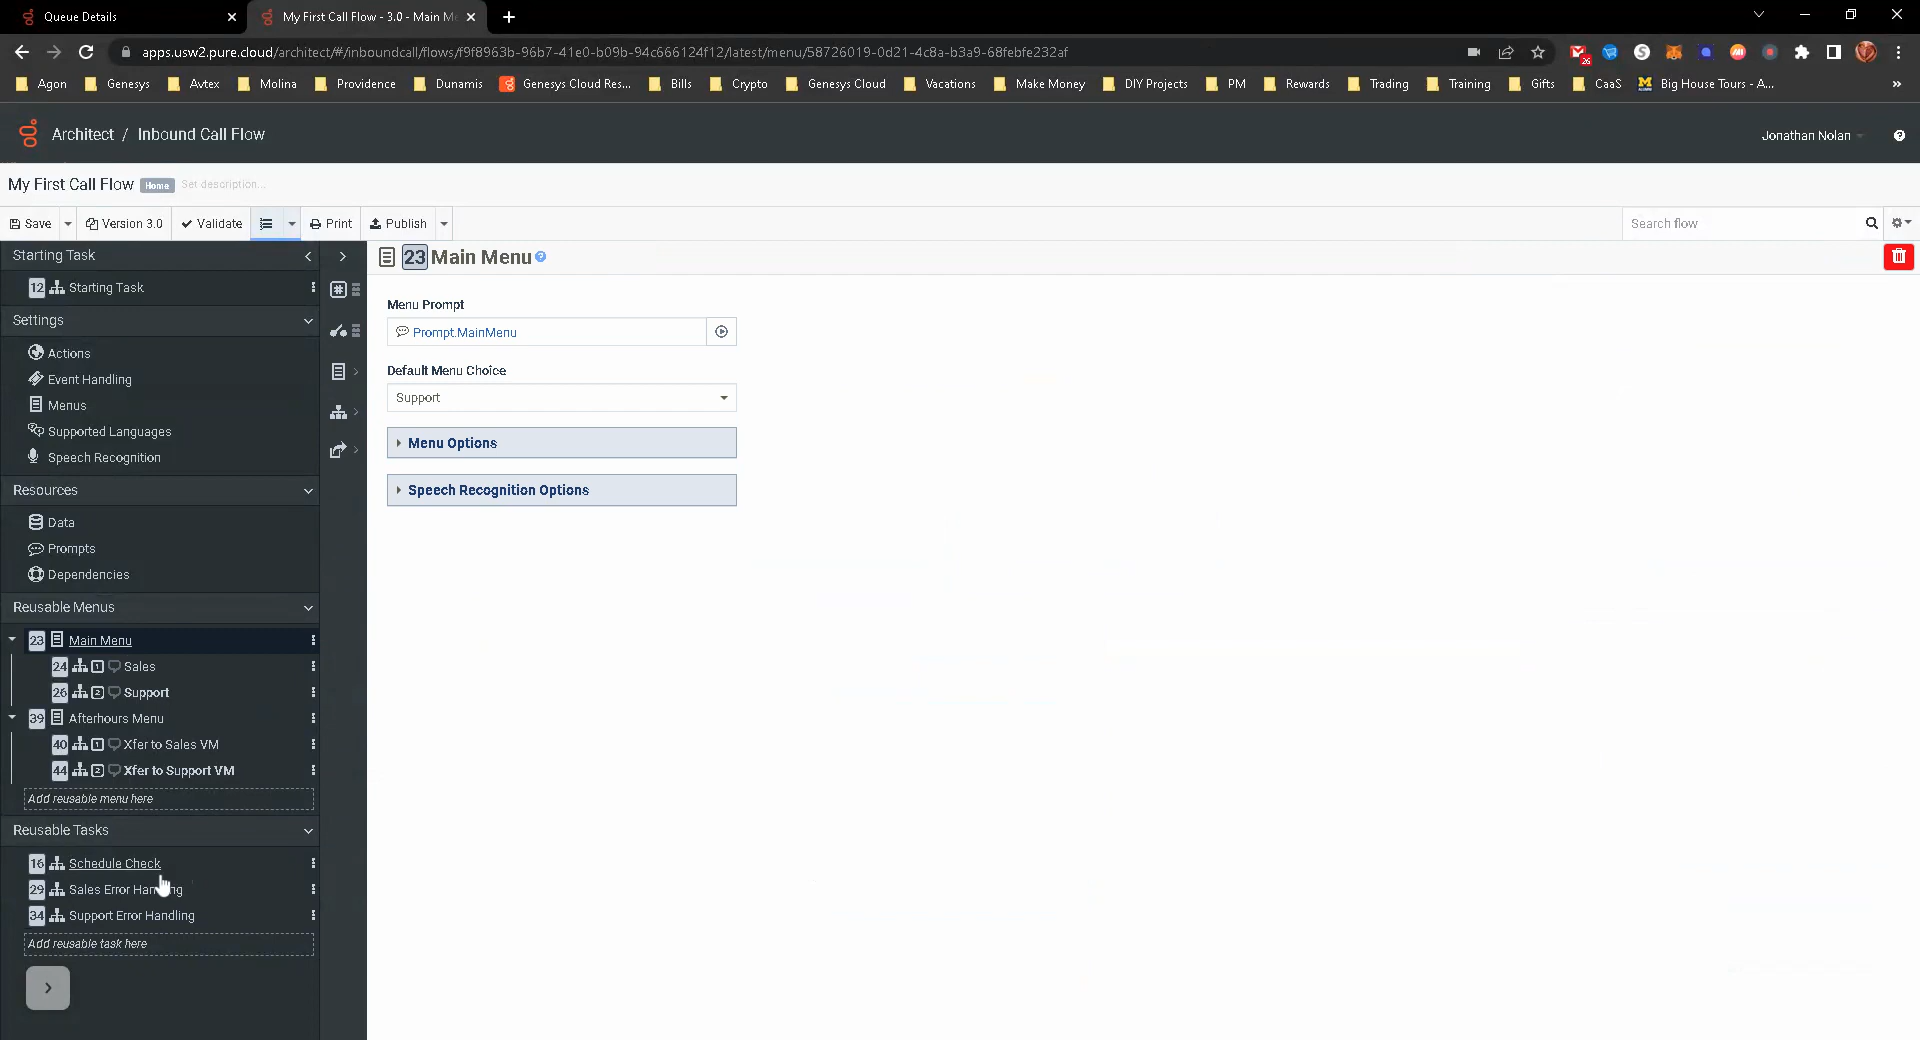 Queue Details
My First Call Flow - 3.0 - Main Me
apps.usw2.pure.cloud/architect/#/inboundcall/flows/f9f8963b-96b7-41e0-b09b-94c666124f12/latest/menu/58726019-0d21-4c8a-b3a9-68febfe232af
26
Agon Genesys Avtex Molina Providence Dunamis Genesys Cloud Res... Bills Crypto Genesys Cloud Vacations Make Money DIY Projects PM Rewards Trading Training Gifts CaaS Big House Tours - A... »
Architect / Inbound Call Flow
Jonathan Nolan
My First Call Flow Home Set description...
Save Version 3.0 Validate Print Publish
Search flow
Starting Task
12 Starting Task
Settings
Actions
Event Handling
Menus
Supported Languages
Speech Recognition
Resources
Data
Prompts
Dependencies
Reusable Menus
23 Main Menu
24 1 Sales
26 2 Support
39 Afterhours Menu
40 1 Xfer to Sales VM
44 2 Xfer to Support VM
Add reusable menu here
Reusable Tasks
16 Schedule Check
29 Sales Error Handling
34 Support Error Handling
Add reusable task here
23 Main Menu
Menu Prompt
Prompt.MainMenu
Default Menu Choice
Support
Menu Options
Speech Recognition Options